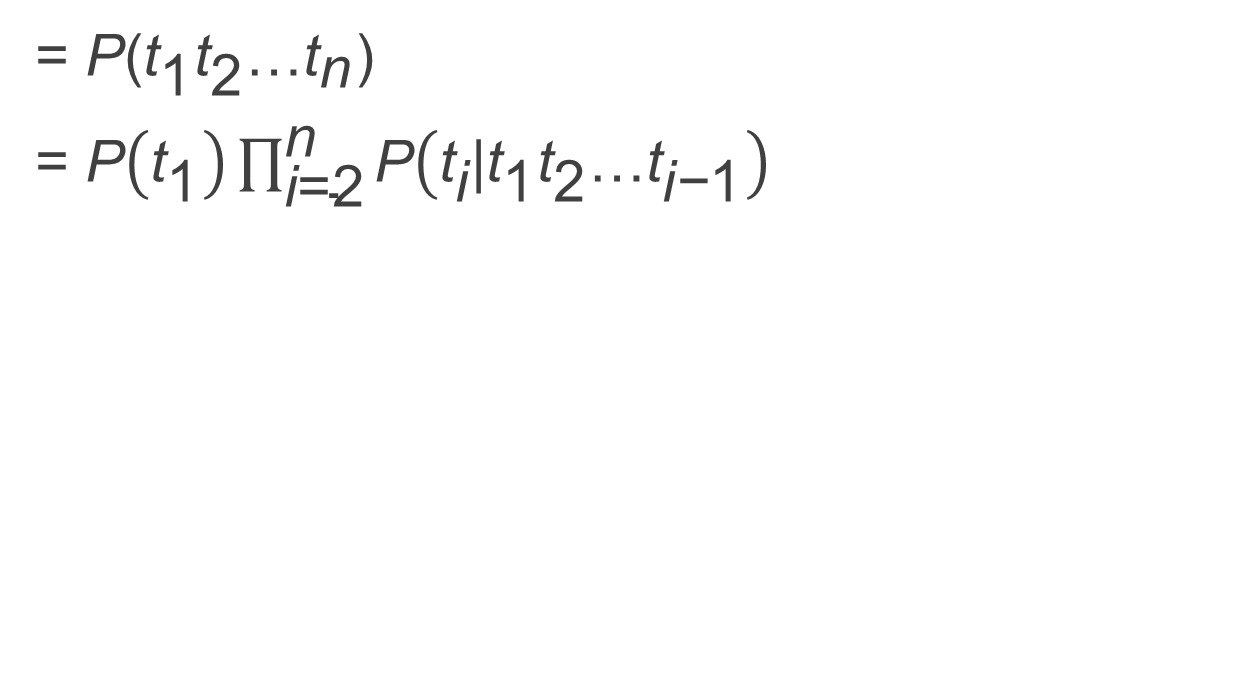 = P(t₁t₂…tₙ)
= P(t₁)∏ⁿᵢ₌₂ P(tᵢ|t₁t₂…tᵢ₋₁)